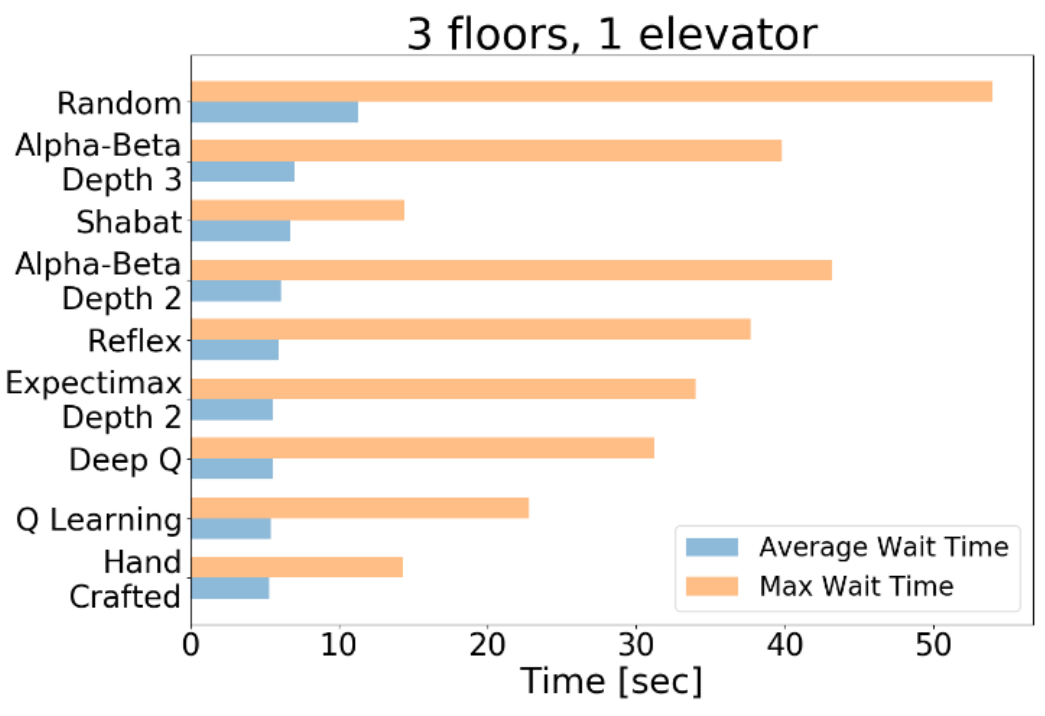 3 floors, 1 elevator
Random
Alpha-Beta
Depth 3
Shabat
Alpha-Beta
Depth 2
Reflex
Expectimax
Depth 2
Deep Q
Q Learning
Hand
Crafted
Average Wait Time
Max Wait Time
0 10 20 30 40 50
Time [sec]